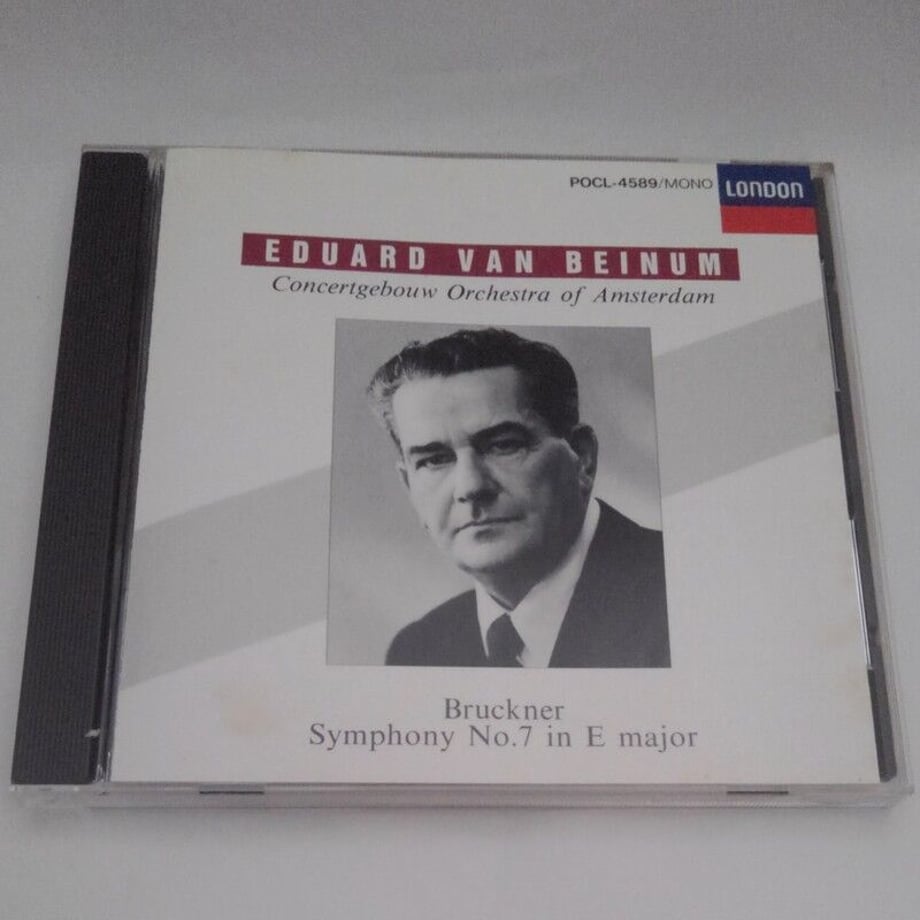 POCL-4589/MONO
LONDON
EDUARD VAN BEINUM
Concertgebouw Orchestra of Amsterdam
Bruckner
Symphony No.7 in E major